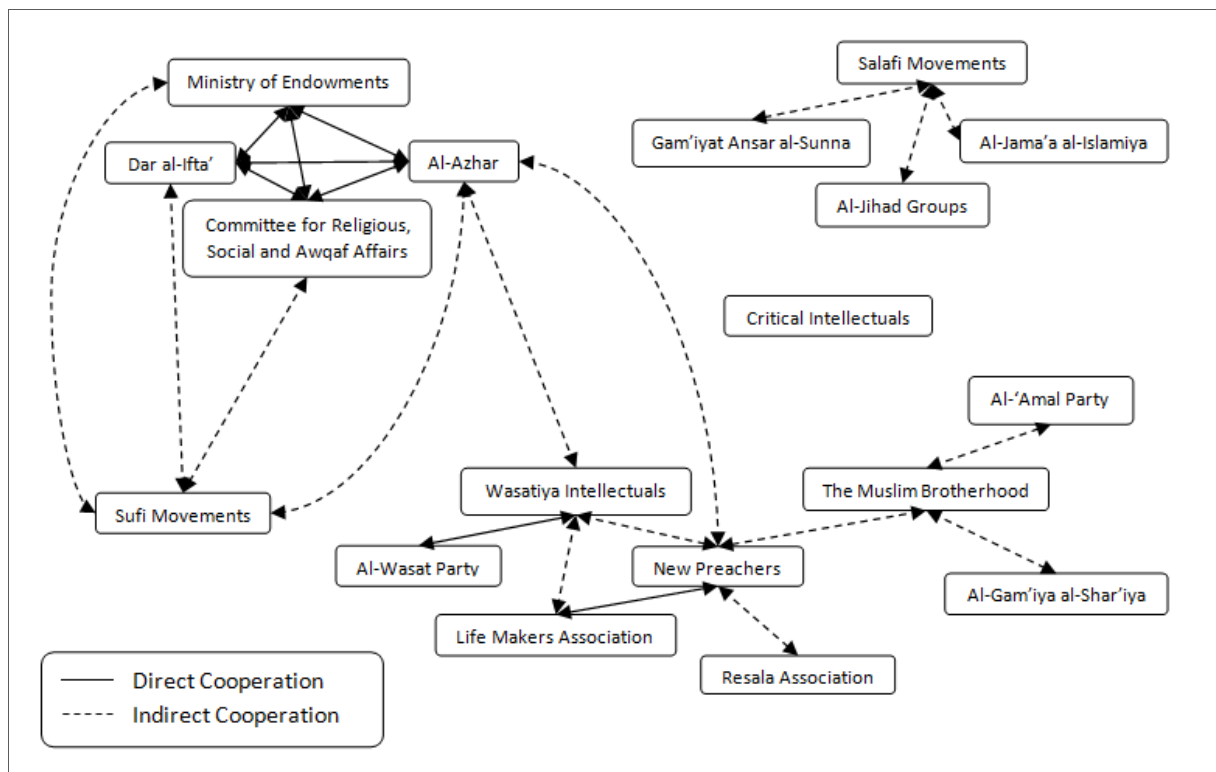 Ministry of Endowments
Salafi Movements
Gam’iyat Ansar al-Sunna
Al-Jama’a al-Islamiya
Dar al-Ifta’
Al-Azhar
Al-Jihad Groups
Committee for Religious,
Social and Awqaf Affairs
Critical Intellectuals
Al-‘Amal Party
Wasatiya Intellectuals
The Muslim Brotherhood
Sufi Movements
Al-Wasat Party
New Preachers
Al-Gam’iya al-Shar’iya
Life Makers Association
Resala Association
Direct Cooperation
Indirect Cooperation